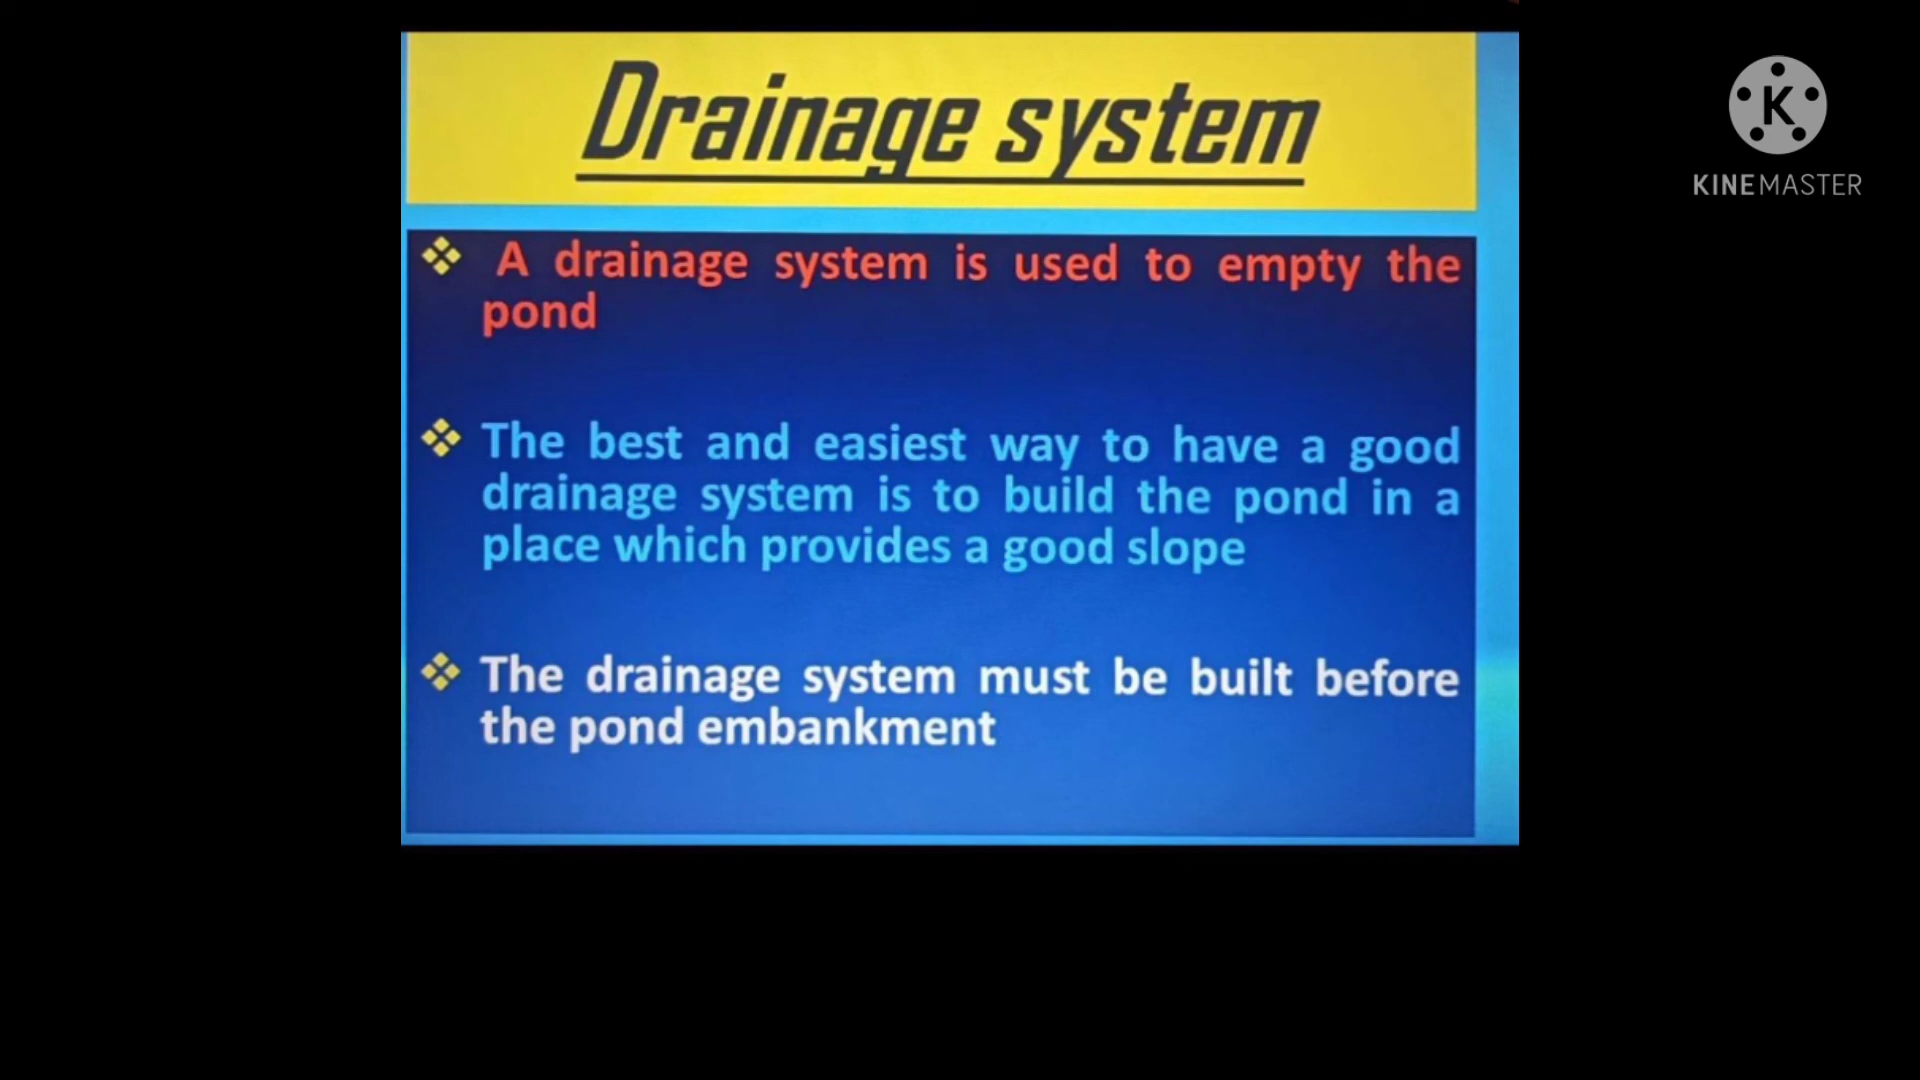 Drainage system
A drainage system is used to empty the
pond
The best and easiest way to have a good
drainage system is to build the pond in a
place which provides a good slope
The drainage system must be built before
the pond embankment
K
KINEMASTER